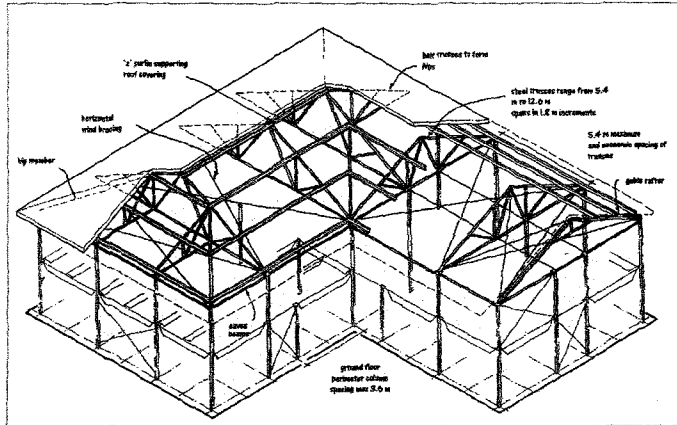 'z' purlin supporting
roof covering
half trusses to form
hips
steel trusses range from 5.4
m to 12.6 m
spans in 1.8 m increments
horizontal
wind bracing
5.4 m maximum
and economic spacing of
trusses
hip member
gable rafter
eaves
beam
ground floor
perimeter column
spacing max 3.6 m